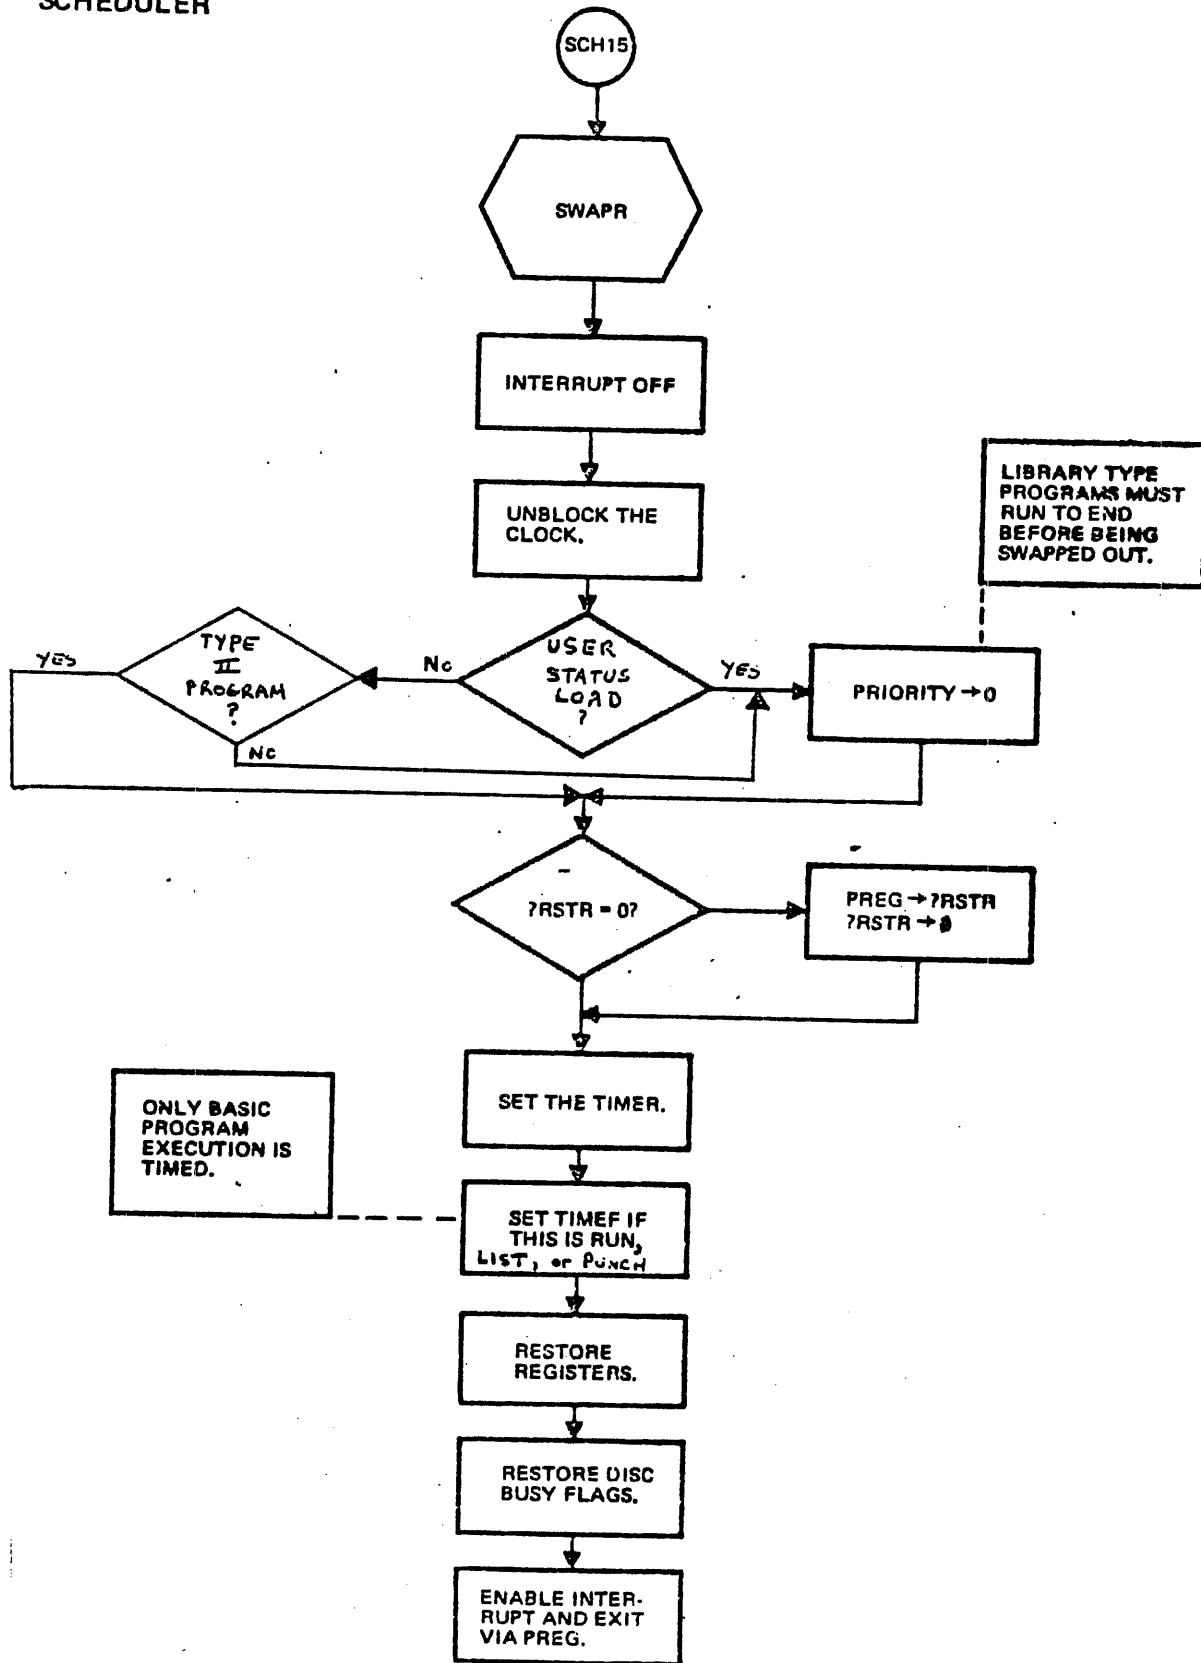 SCHEDULER
SCH15
SWAPR
INTERRUPT OFF
UNBLOCK THE
CLOCK.
LIBRARY TYPE
PROGRAMS MUST
RUN TO END
BEFORE BEING
SWAPPED OUT.
YES
TYPE
II
PROGRAM
?
No
USER
STATUS
LOAD
?
YES
PRIORITY → 0
No
?RSTR = 0?
PREG → ?RSTR
?RSTR → 0
SET THE TIMER.
ONLY BASIC
PROGRAM
EXECUTION IS
TIMED.
SET TIMEF IF
THIS IS RUN,
LIST, or PUNCH
RESTORE
REGISTERS.
RESTORE DISC
BUSY FLAGS.
ENABLE INTER-
RUPT AND EXIT
VIA PREG.